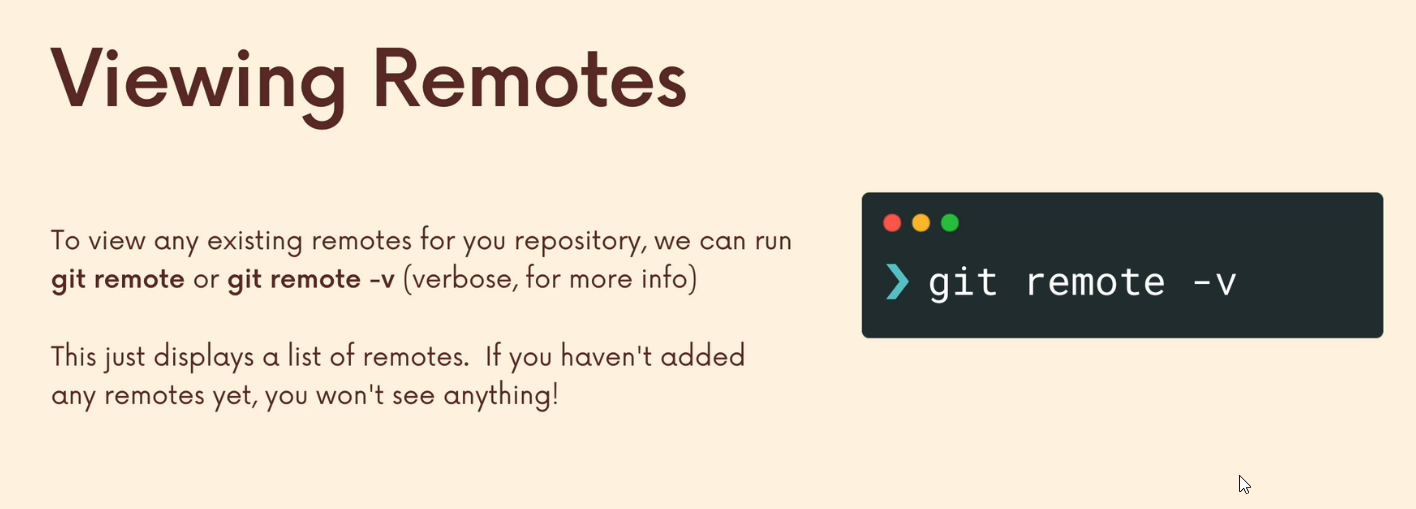 Viewing Remotes
To view any existing remotes for you repository, we can run
git remote or git remote -v (verbose, for more info)
This just displays a list of remotes.  If you haven't added
any remotes yet, you won't see anything!
❯ git remote -v